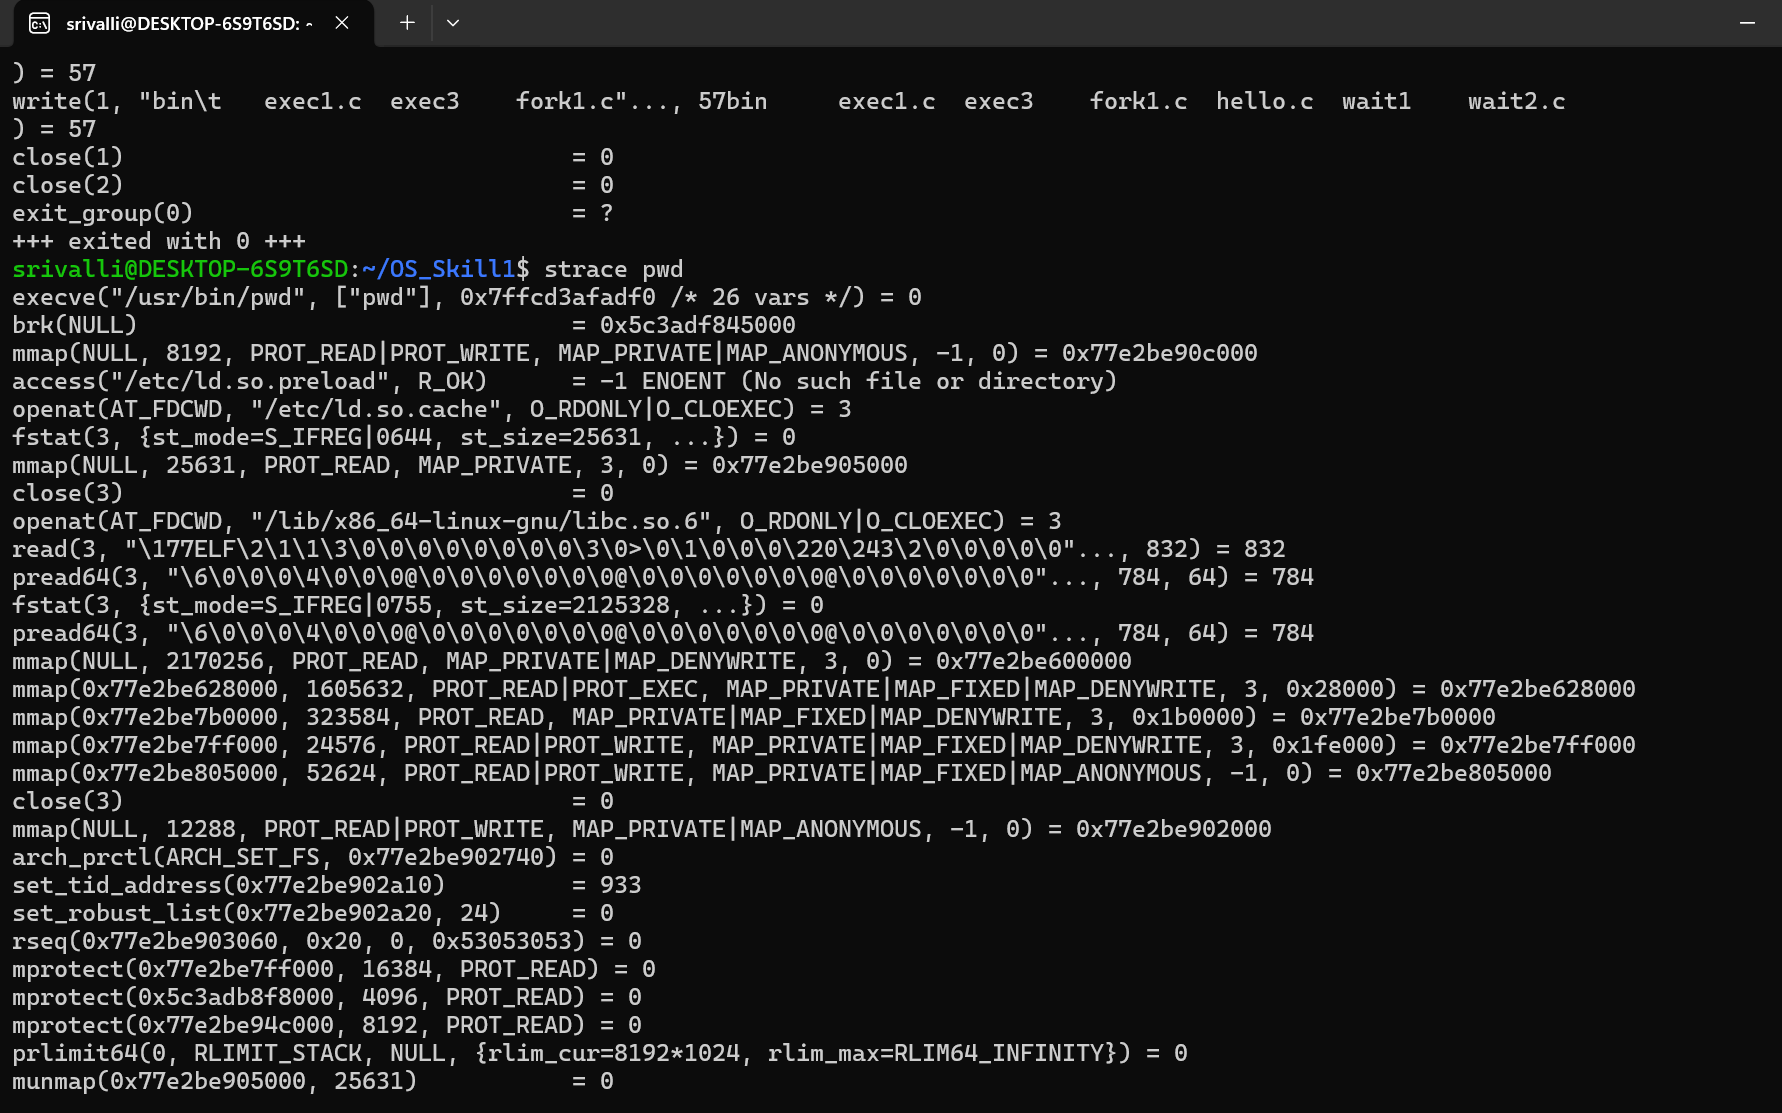 srivalli@DESKTOP-6S9T6SD: ~
) = 57
write(1, "bin\t   exec1.c  exec3    fork1.c"..., 57bin     exec1.c  exec3    fork1.c  hello.c  wait1    wait2.c
) = 57
close(1)                                = 0
close(2)                                = 0
exit_group(0)                           = ?
+++ exited with 0 +++
srivalli@DESKTOP-6S9T6SD:~/OS_Skill1$ strace pwd
execve("/usr/bin/pwd", ["pwd"], 0x7ffcd3afadf0 /* 26 vars */) = 0
brk(NULL)                               = 0x5c3adf845000
mmap(NULL, 8192, PROT_READ|PROT_WRITE, MAP_PRIVATE|MAP_ANONYMOUS, -1, 0) = 0x77e2be90c000
access("/etc/ld.so.preload", R_OK)      = -1 ENOENT (No such file or directory)
openat(AT_FDCWD, "/etc/ld.so.cache", O_RDONLY|O_CLOEXEC) = 3
fstat(3, {st_mode=S_IFREG|0644, st_size=25631, ...}) = 0
mmap(NULL, 25631, PROT_READ, MAP_PRIVATE, 3, 0) = 0x77e2be905000
close(3)                                = 0
openat(AT_FDCWD, "/lib/x86_64-linux-gnu/libc.so.6", O_RDONLY|O_CLOEXEC) = 3
read(3, "\177ELF\2\1\1\3\0\0\0\0\0\0\0\0\3\0>\0\1\0\0\0\220\243\2\0\0\0\0\0"..., 832) = 832
pread64(3, "\6\0\0\0\4\0\0\0@\0\0\0\0\0\0\0@\0\0\0\0\0\0\0@\0\0\0\0\0\0\0"..., 784, 64) = 784
fstat(3, {st_mode=S_IFREG|0755, st_size=2125328, ...}) = 0
pread64(3, "\6\0\0\0\4\0\0\0@\0\0\0\0\0\0\0@\0\0\0\0\0\0\0@\0\0\0\0\0\0\0"..., 784, 64) = 784
mmap(NULL, 2170256, PROT_READ, MAP_PRIVATE|MAP_DENYWRITE, 3, 0) = 0x77e2be600000
mmap(0x77e2be628000, 1605632, PROT_READ|PROT_EXEC, MAP_PRIVATE|MAP_FIXED|MAP_DENYWRITE, 3, 0x28000) = 0x77e2be628000
mmap(0x77e2be7b0000, 323584, PROT_READ, MAP_PRIVATE|MAP_FIXED|MAP_DENYWRITE, 3, 0x1b0000) = 0x77e2be7b0000
mmap(0x77e2be7ff000, 24576, PROT_READ|PROT_WRITE, MAP_PRIVATE|MAP_FIXED|MAP_DENYWRITE, 3, 0x1fe000) = 0x77e2be7ff000
mmap(0x77e2be805000, 52624, PROT_READ|PROT_WRITE, MAP_PRIVATE|MAP_FIXED|MAP_ANONYMOUS, -1, 0) = 0x77e2be805000
close(3)                                = 0
mmap(NULL, 12288, PROT_READ|PROT_WRITE, MAP_PRIVATE|MAP_ANONYMOUS, -1, 0) = 0x77e2be902000
arch_prctl(ARCH_SET_FS, 0x77e2be902740) = 0
set_tid_address(0x77e2be902a10)         = 933
set_robust_list(0x77e2be902a20, 24)     = 0
rseq(0x77e2be903060, 0x20, 0, 0x53053053) = 0
mprotect(0x77e2be7ff000, 16384, PROT_READ) = 0
mprotect(0x5c3adb8f8000, 4096, PROT_READ) = 0
mprotect(0x77e2be94c000, 8192, PROT_READ) = 0
prlimit64(0, RLIMIT_STACK, NULL, {rlim_cur=8192*1024, rlim_max=RLIM64_INFINITY}) = 0
munmap(0x77e2be905000, 25631)           = 0